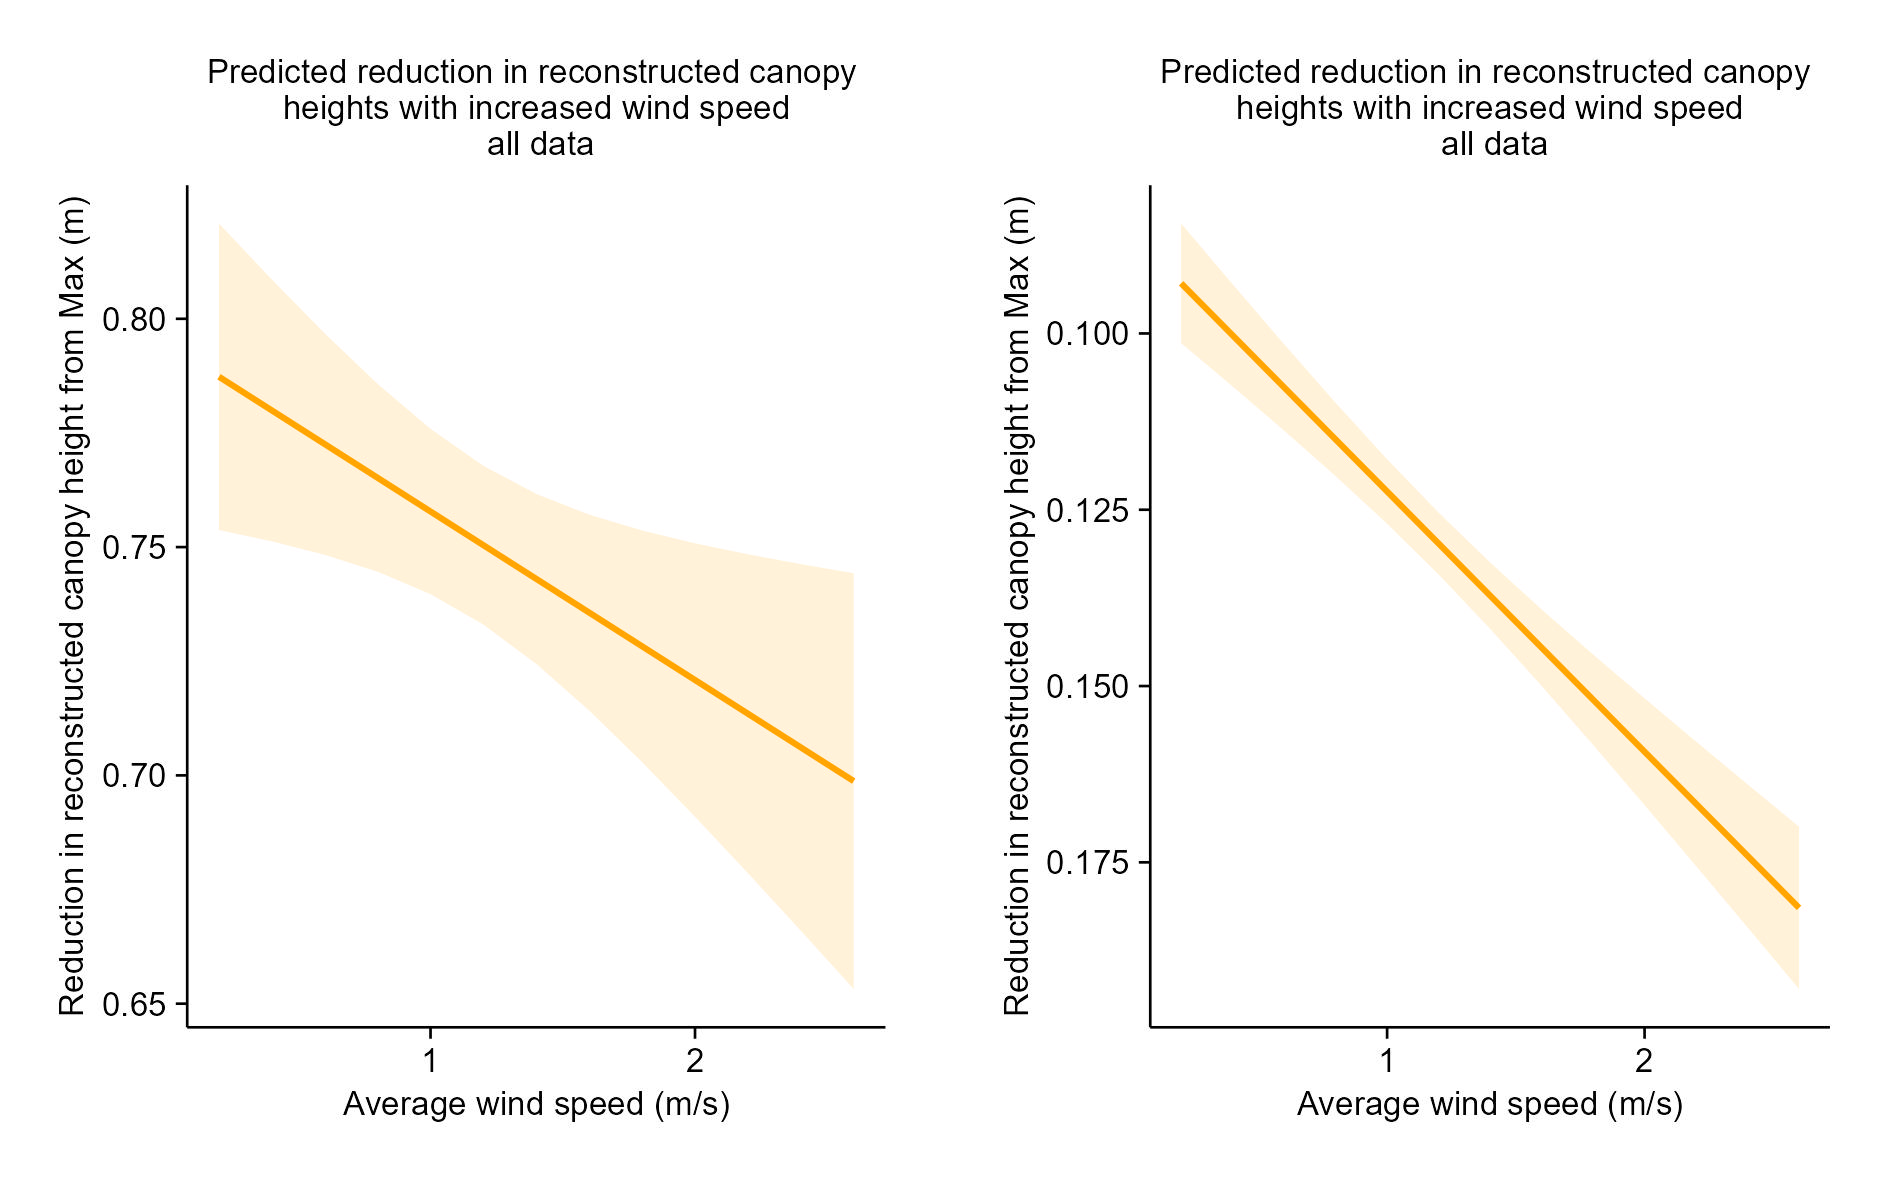 Predicted reduction in reconstructed canopy
heights with increased wind speed
all data
Reduction in reconstructed canopy height from Max (m)
0.80
0.75
0.70
0.65
1
2
Average wind speed (m/s)
Predicted reduction in reconstructed canopy
heights with increased wind speed
all data
Reduction in reconstructed canopy height from Max (m)
0.100
0.125
0.150
0.175
1
2
Average wind speed (m/s)